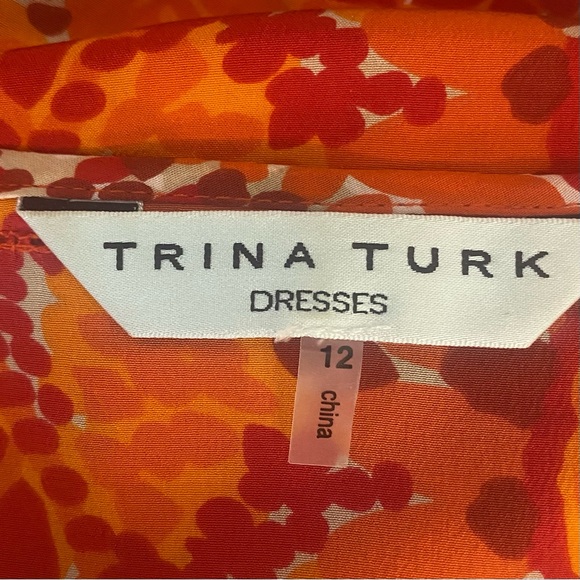 TRINA TURK
DRESSES
12
china